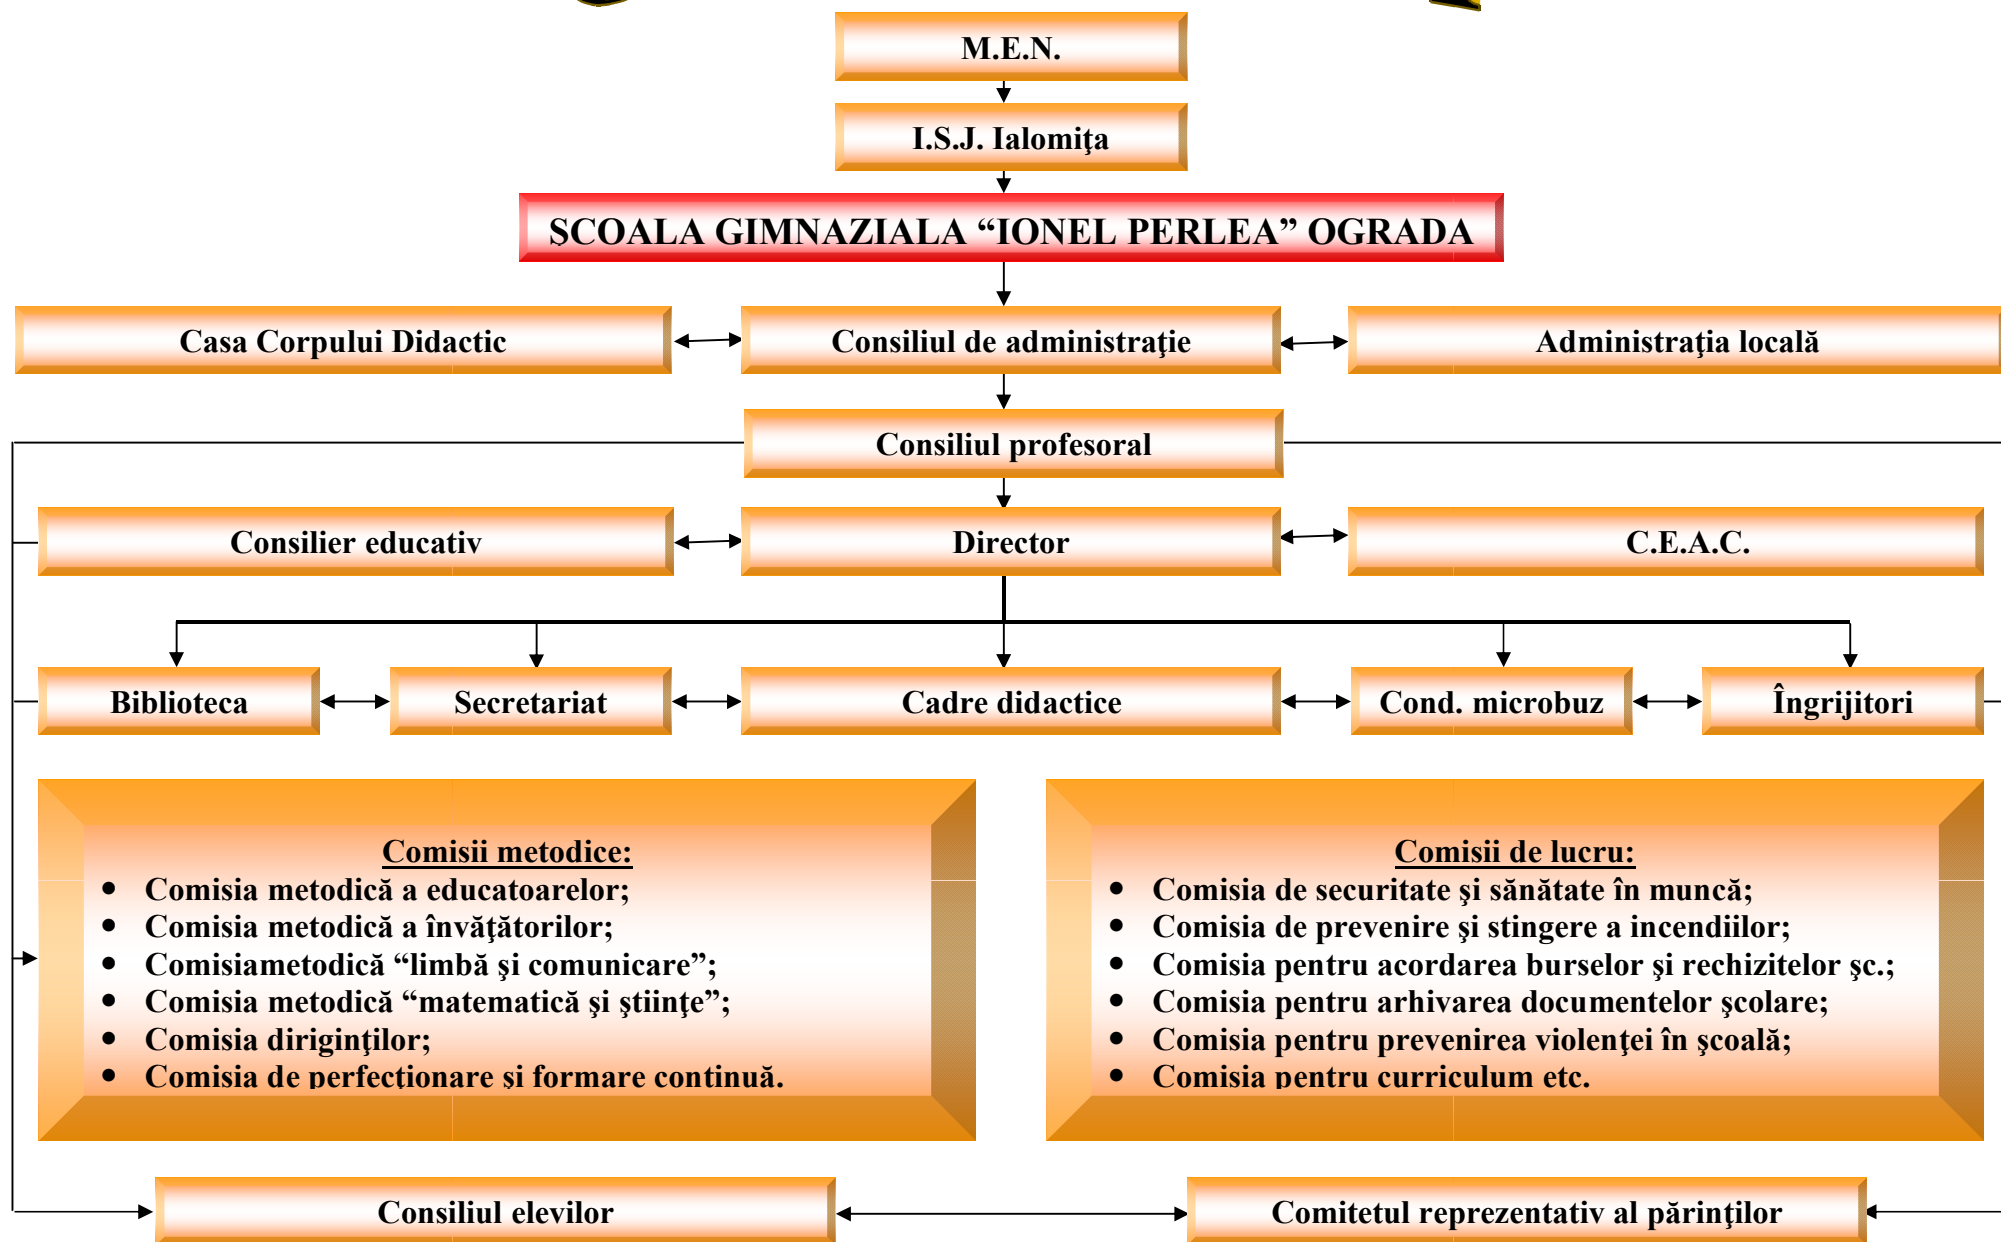 M.E.N.
I.S.J. Ialomiţa
ŞCOALA GIMNAZIALA “IONEL PERLEA” OGRADA
Casa Corpului Didactic
Consiliul de administraţie
Administraţia locală
Consiliul profesoral
Consilier educativ
Director
C.E.A.C.
Biblioteca
Secretariat
Cadre didactice
Cond. microbuz
Îngrijitori
Comisii metodice:
• Comisia metodică a educatoarelor;
• Comisia metodică a învăţătorilor;
• Comisiametodică “limbă şi comunicare”;
• Comisia metodică “matematică şi ştiinţe”;
• Comisia diriginţilor;
• Comisia de perfecţionare şi formare continuă.
Comisii de lucru:
• Comisia de securitate şi sănătate în muncă;
• Comisia de prevenire şi stingere a incendiilor;
• Comisia pentru acordarea burselor şi rechizitelor şc.;
• Comisia pentru arhivarea documentelor şcolare;
• Comisia pentru prevenirea violenţei în şcoală;
• Comisia pentru curriculum etc.
Consiliul elevilor
Comitetul reprezentativ al părinţilor